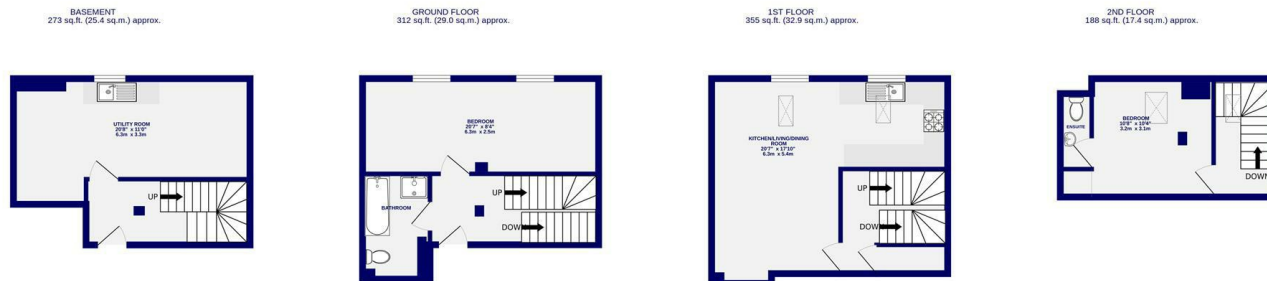 BASEMENT
273 sq.ft. (25.4 sq.m.) approx.
UTILITY ROOM
20'8" x 11'0"
6.3m x 3.3m
UP
GROUND FLOOR
312 sq.ft. (29.0 sq.m.) approx.
BEDROOM
20'7" x 8'4"
6.3m x 2.5m
UP
BATHROOM
DOWN
1ST FLOOR
355 sq.ft. (32.9 sq.m.) approx.
KITCHEN/LIVING/DINING
ROOM
20'7" x 17'10"
6.3m x 5.4m
UP
DOWN
2ND FLOOR
188 sq.ft. (17.4 sq.m.) approx.
BEDROOM
10'8" x 10'4"
3.2m x 3.1m
ENSUITE
DOWN